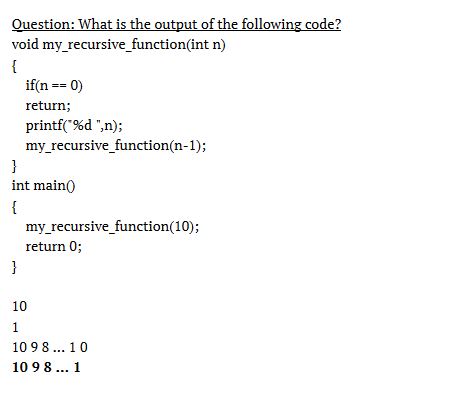 Question: What is the output of the following code?
void my_recursive_function(int n)
{
if(n == 0)
return;
printf("%d ",n);
my_recursive_function(n-1);
}
int main()
{
my_recursive_function(10);
return 0;
}
10
1
10 9 8 ... 1 0
10 9 8 ... 1